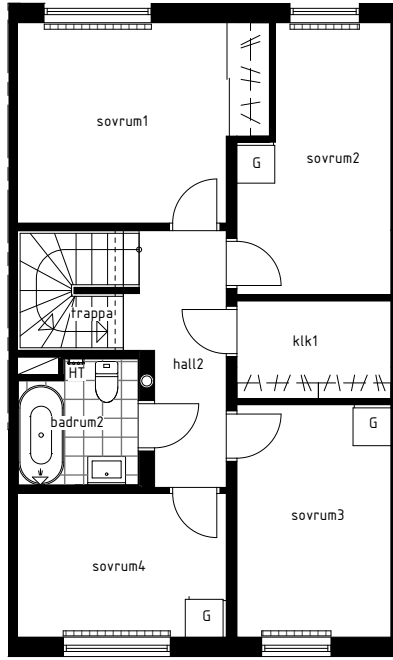 sovrum1
G
sovrum2
trappa
klk1
hall2
HT
badrum2
G
sovrum3
sovrum4
G